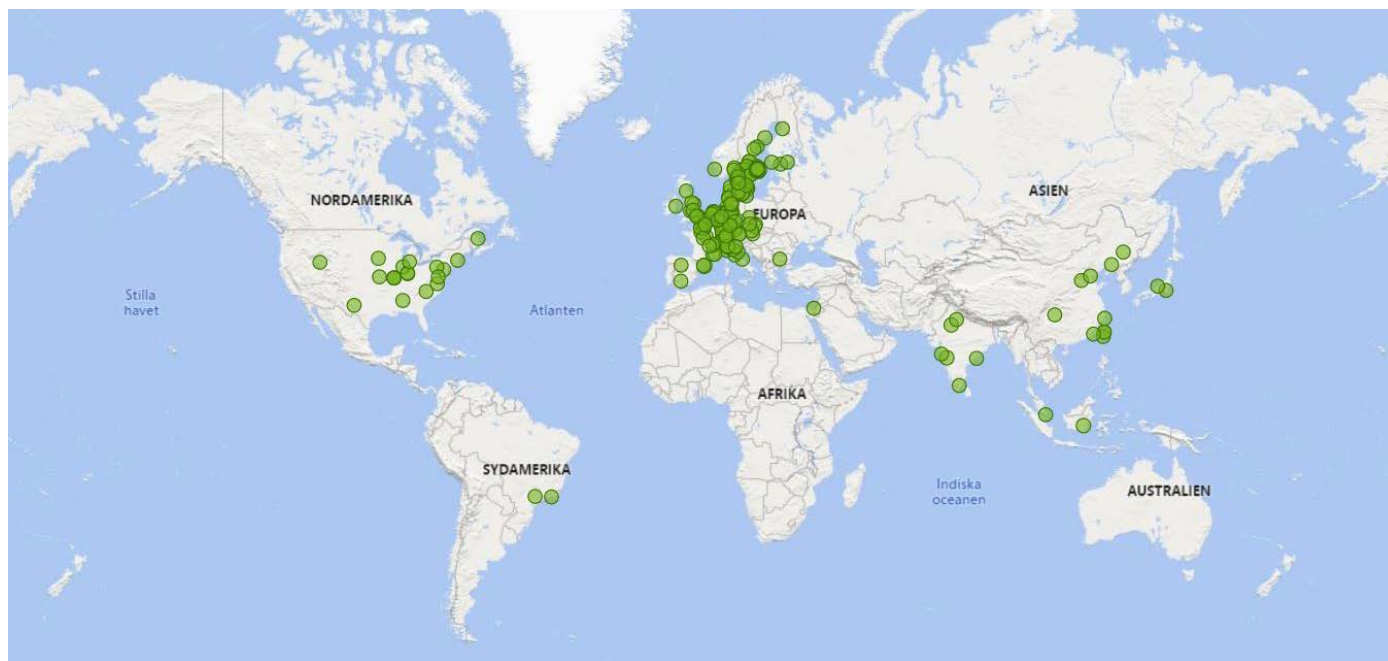 ASIEN
NORDAMERIKA
EUROPA
Stilla
havet
Atlanten
AFRIKA
SYDAMERIKA
Indiska
oceanen
AUSTRALIEN